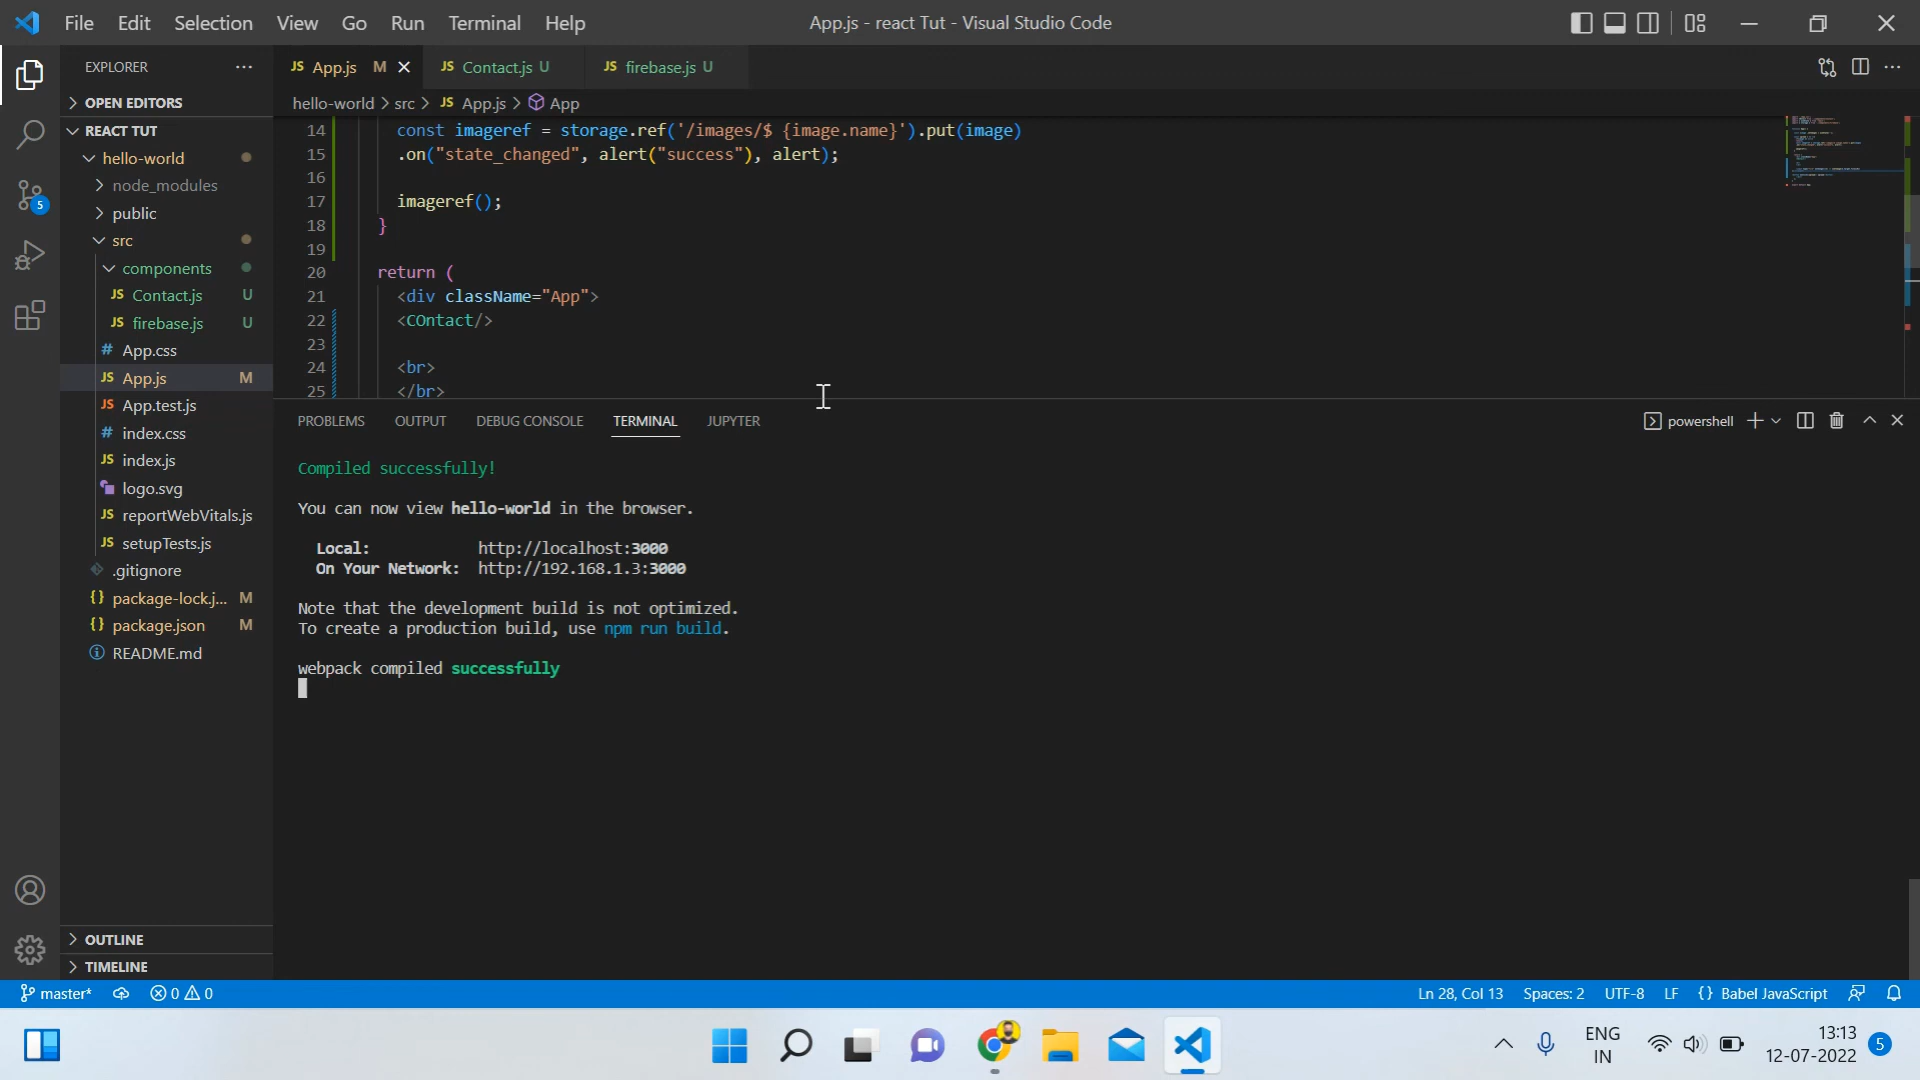 File Edit Selection View Go Run Terminal Help
App.js - react Tut - Visual Studio Code
EXPLORER
OPEN EDITORS
REACT TUT
hello-world
node_modules
public
src
components
JS Contact.js U
JS firebase.js U
# App.css
JS App.js M
JS App.test.js
# index.css
JS index.js
logo.svg
JS reportWebVitals.js
JS setupTests.js
.gitignore
{} package-lock.j... M
{} package.json M
README.md
OUTLINE
TIMELINE
5
JS App.js M
JS Contact.js U
JS firebase.js U
hello-world > src > JS App.js > App
14 const imageref = storage.ref('/images/$ {image.name}').put(image)
15 .on("state_changed", alert("success"), alert);
16
17 imageref();
18 }
19
20 return (
21 <div className="App">
22 <COntact/>
23
24 <br>
25 </br>
PROBLEMS OUTPUT DEBUG CONSOLE TERMINAL JUPYTER
powershell
Compiled successfully!
You can now view hello-world in the browser.
Local: http://localhost:3000
On Your Network: http://192.168.1.3:3000
Note that the development build is not optimized.
To create a production build, use npm run build.
webpack compiled successfully
master* 0 0
Ln 28, Col 13 Spaces: 2 UTF-8 LF {} Babel JavaScript
ENG
IN
13:13
12-07-2022
5